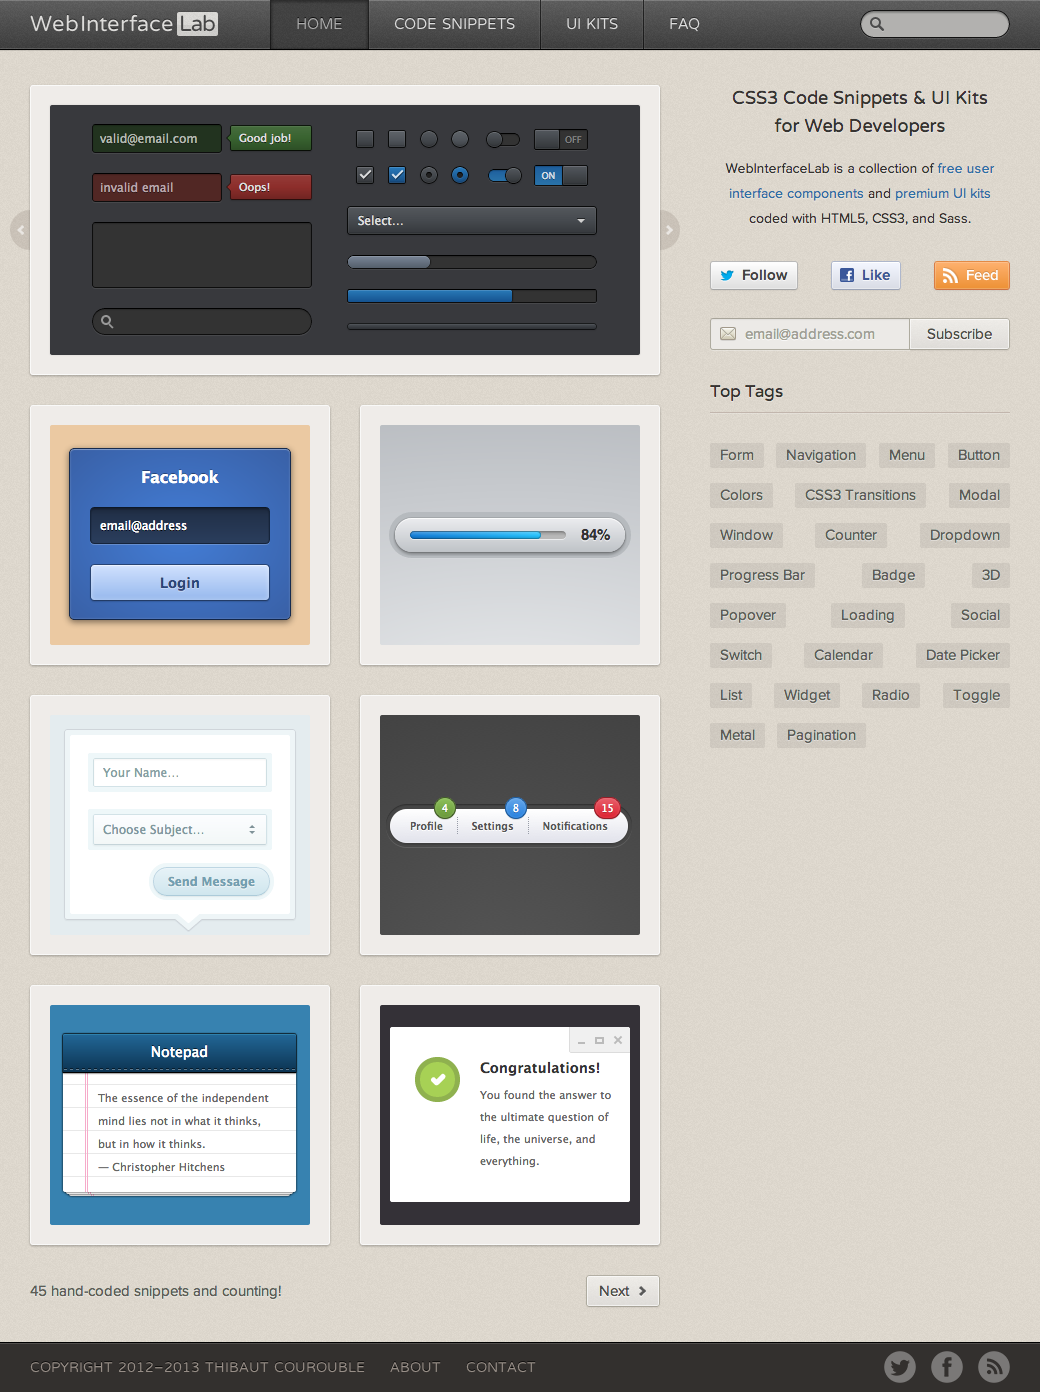 WebInterface Lab
HOME
CODE SNIPPETS
UI KITS
FAQ
valid@email.com
Good job!
OFF
invalid email
Oops!
ON
Select...
CSS3 Code Snippets & UI Kits
for Web Developers
WebInterfaceLab is a collection of free user
interface components and premium UI kits
coded with HTML5, CSS3, and Sass.
Follow
Like
Feed
email@address.com
Subscribe
Top Tags
Form
Navigation
Menu
Button
Colors
CSS3 Transitions
Modal
Window
Counter
Dropdown
Progress Bar
Badge
3D
Popover
Loading
Social
Switch
Calendar
Date Picker
List
Widget
Radio
Toggle
Metal
Pagination
Facebook
email@address
Login
84%
Your Name...
Choose Subject...
Send Message
4
8
15
Profile
Settings
Notifications
Notepad
The essence of the independent
mind lies not in what it thinks,
but in how it thinks.
— Christopher Hitchens
Congratulations!
You found the answer to
the ultimate question of
life, the universe, and
everything.
45 hand-coded snippets and counting!
Next
COPYRIGHT 2012–2013 THIBAUT COUROUBLE
ABOUT
CONTACT